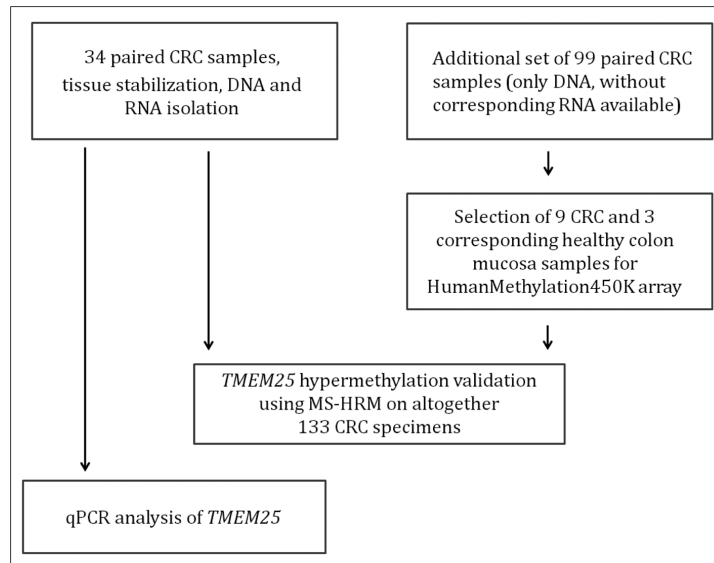 34 paired CRC samples,
tissue stabilization, DNA and
RNA isolation
Additional set of 99 paired CRC
samples (only DNA, without
corresponding RNA available)
Selection of 9 CRC and 3
corresponding healthy colon
mucosa samples for
HumanMethylation450K array
TMEM25 hypermethylation validation
using MS-HRM on altogether
133 CRC specimens
qPCR analysis of TMEM25